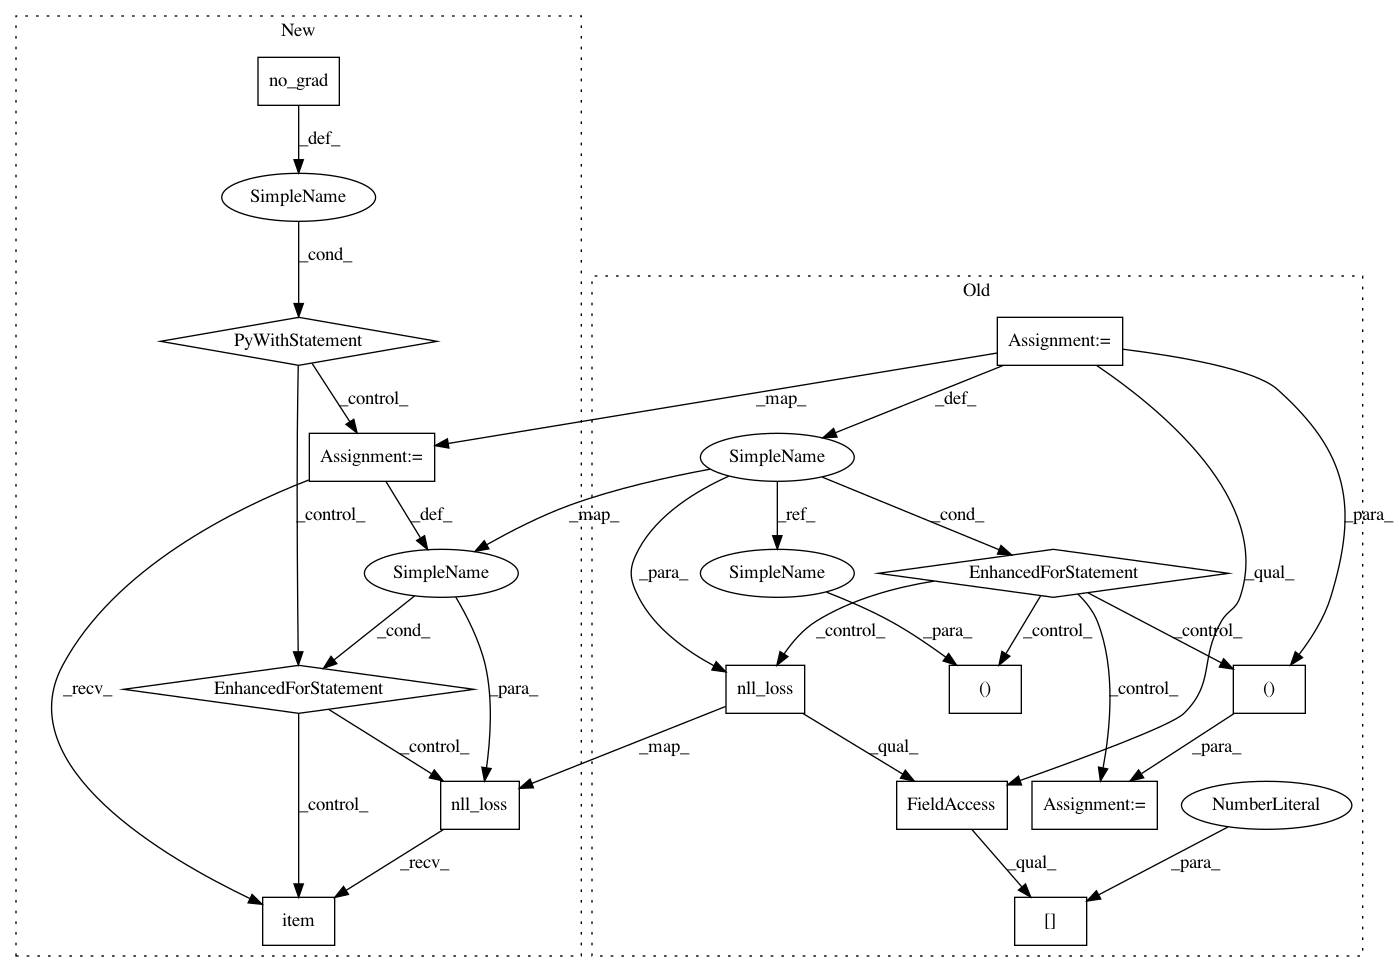 New
no_grad
_def_
SimpleName
_cond_
Old
PyWithStatement
Assignment:=
_control_
_map_
_def_
Assignment:=
SimpleName
_control_
_def_
_map_
_ref_
_cond_
_para_
SimpleName
_para_
SimpleName
EnhancedForStatement
_qual_
_cond_
_control_
_para_
_control_
_control_
EnhancedForStatement
_recv_
_para_
nll_loss
()
_control_
()
_control_
_map_
_qual_
_para_
nll_loss
FieldAccess
Assignment:=
NumberLiteral
_control_
_recv_
_qual_
_para_
item
[]